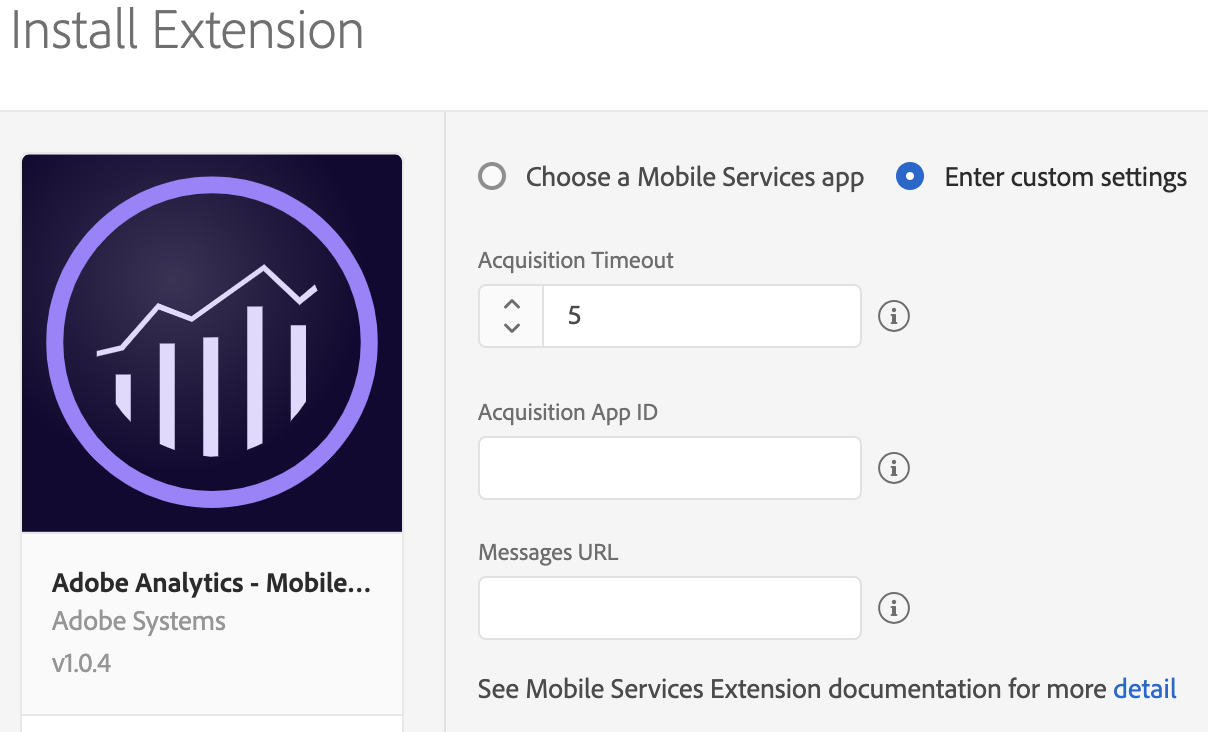 Install Extension
Choose a Mobile Services app
Enter custom settings
Acquisition Timeout
5
Acquisition App ID
Messages URL
Adobe Analytics - Mobile...
Adobe Systems
v1.0.4
See Mobile Services Extension documentation for more detail